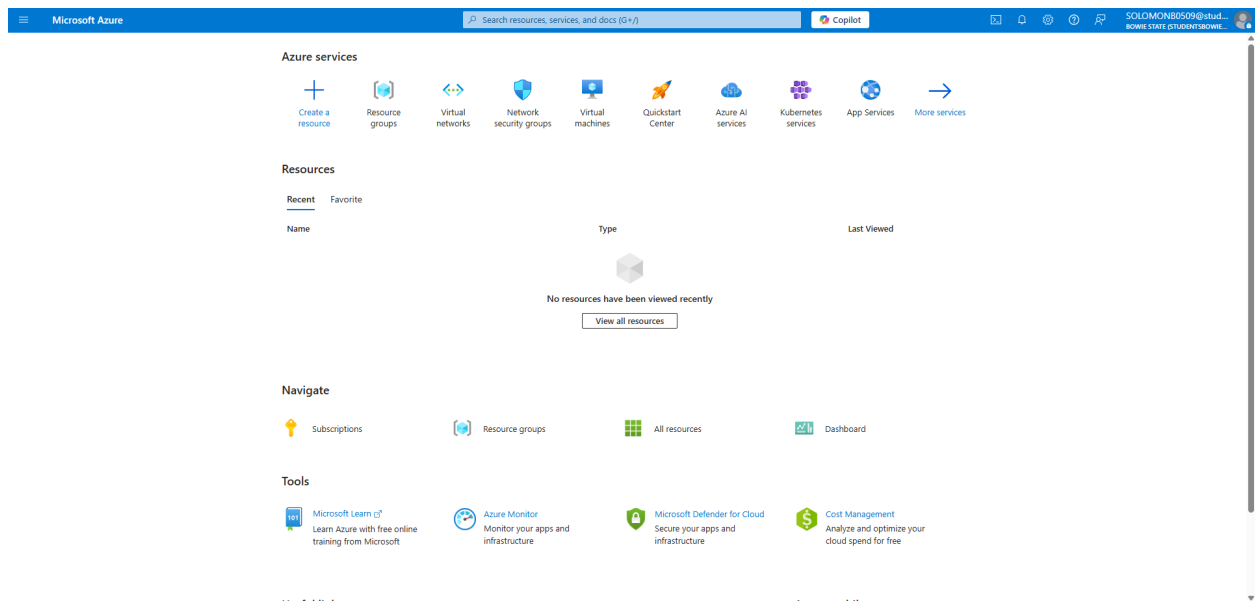 Microsoft Azure
Search resources, services, and docs (G+/)
Copilot
SOLOMONB0509@stud...
BOWIE STATE (STUDENTSBOWIE...
Azure services
Create a resource
Resource groups
Virtual networks
Network security groups
Virtual machines
Quickstart Center
Azure AI services
Kubernetes services
App Services
More services
Resources
Recent
Favorite
Name
Type
Last Viewed
No resources have been viewed recently
View all resources
Navigate
Subscriptions
Resource groups
All resources
Dashboard
Tools
101
Microsoft Learn
Learn Azure with free online
training from Microsoft
Azure Monitor
Monitor your apps and
infrastructure
Microsoft Defender for Cloud
Secure your apps and
infrastructure
Cost Management
Analyze and optimize your
cloud spend for free